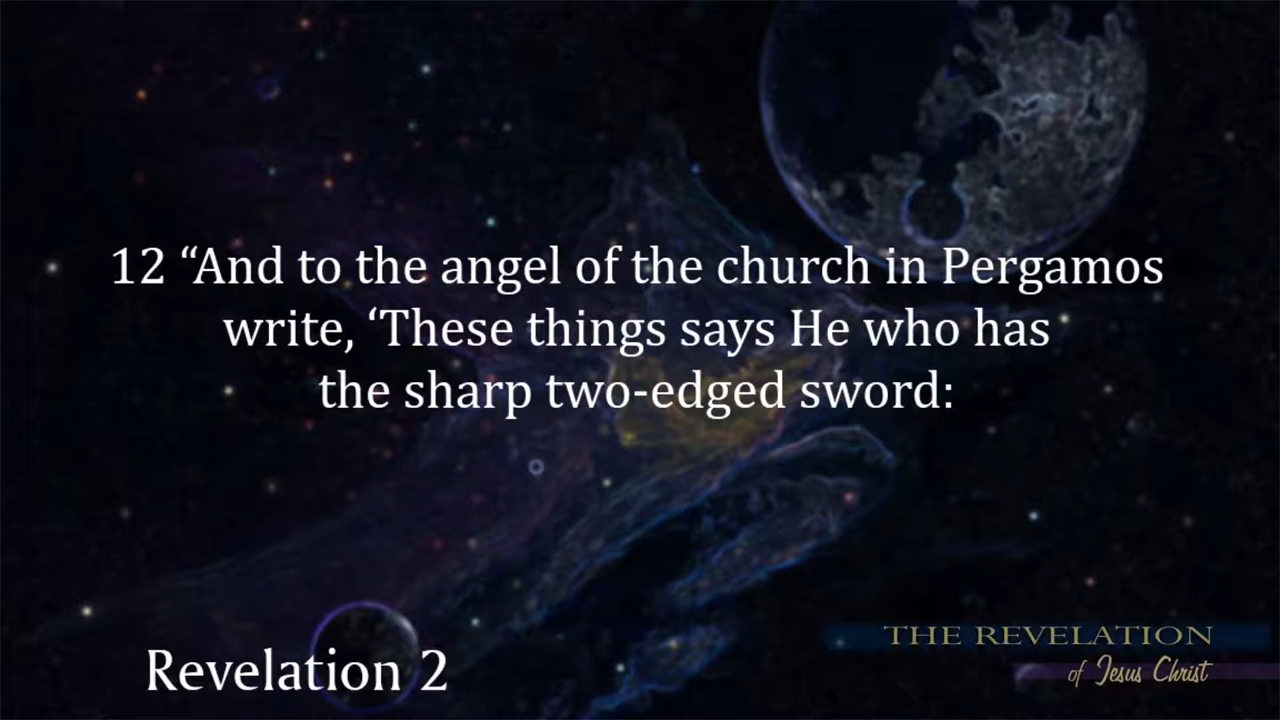 12 “And to the angel of the church in Pergamos
write, ‘These things says He who has
the sharp two-edged sword:
Revelation 2
THE REVELATION
of Jesus Christ